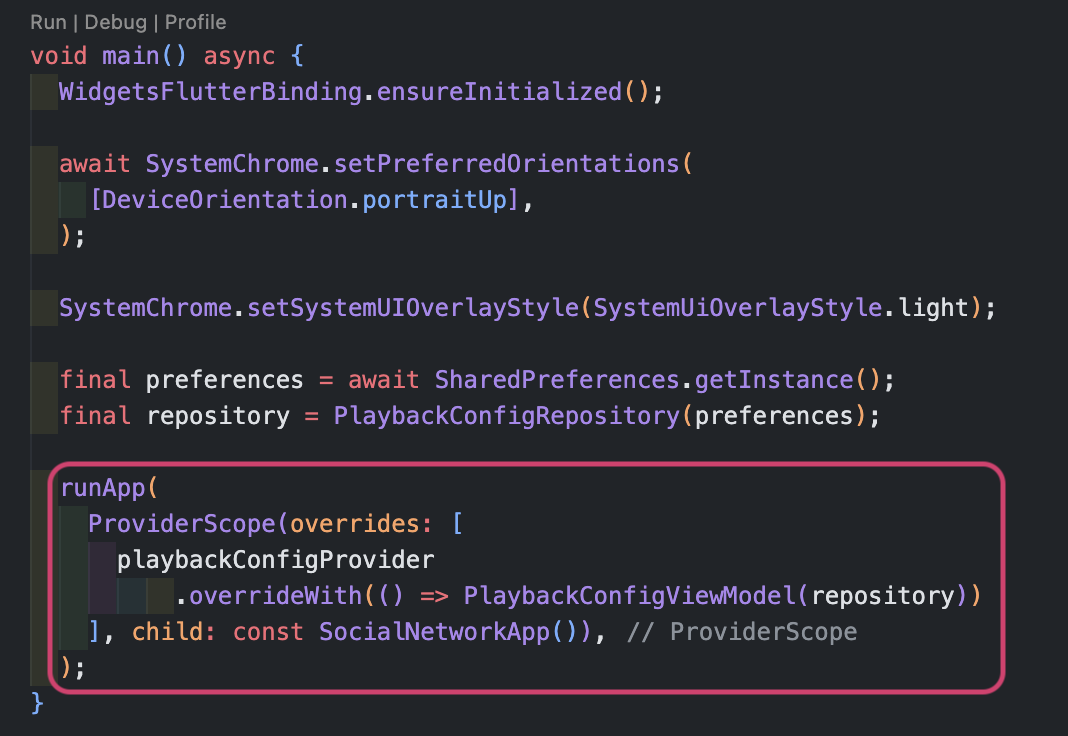 Run | Debug | Profile
void main() async {
WidgetsFlutterBinding.ensureInitialized();
await SystemChrome.setPreferredOrientations(
[DeviceOrientation.portraitUp],
);
SystemChrome.setSystemUIOverlayStyle(SystemUiOverlayStyle.light);
final preferences = await SharedPreferences.getInstance();
final repository = PlaybackConfigRepository(preferences);
runApp(
ProviderScope(overrides: [
playbackConfigProvider
.overrideWith(() => PlaybackConfigViewModel(repository))
], child: const SocialNetworkApp()), // ProviderScope
);
}